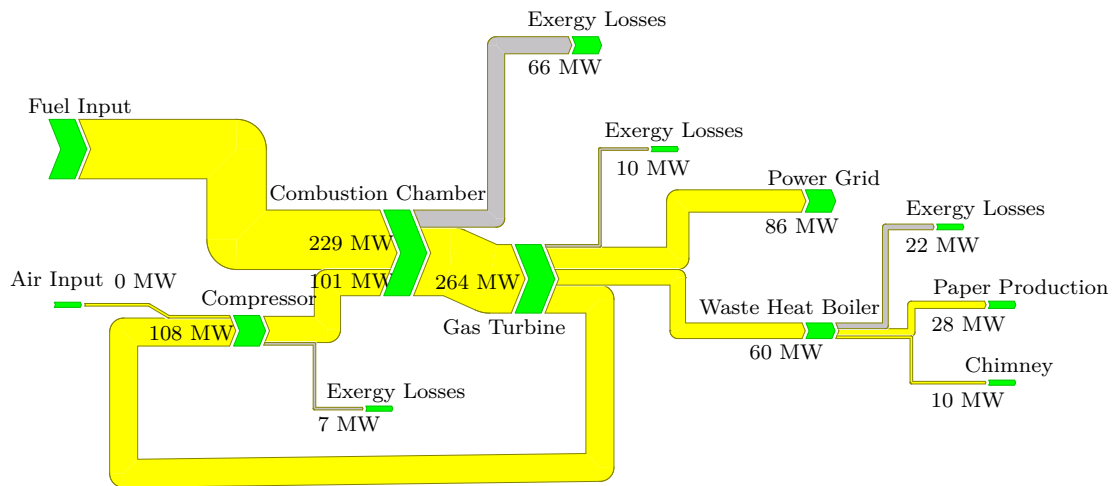 Exergy Losses
66 MW
Fuel Input
Exergy Losses
10 MW
Combustion Chamber
229 MW
Power Grid
86 MW
Exergy Losses
22 MW
Air Input
0 MW
Compressor
101 MW
264 MW
108 MW
Gas Turbine
Waste Heat Boiler
60 MW
Paper Production
28 MW
Exergy Losses
7 MW
Chimney
10 MW